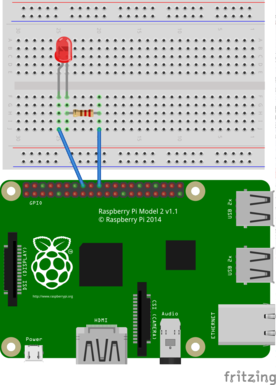 GPIO
Raspberry Pi Model 2 v1.1
© Raspberry Pi 2014
DSI (DISPLAY)
http://www.raspberrypi.org
Power
HDMI
CSI (CAMERA)
Audio
USB 2x
USB 2x
ETHERNET
fritzing